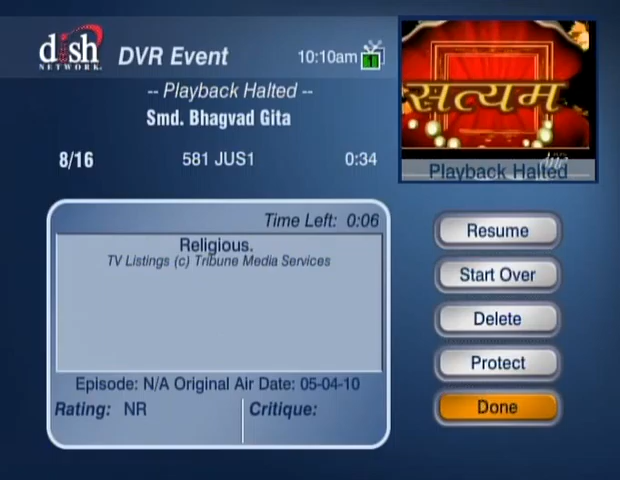 dish
NETWORK
DVR Event
10:10am
1
-- Playback Halted --
Smd. Bhagvad Gita
8/16 581 JUS1 0:34
सत्यम
Playback Halted
Time Left: 0:06
Religious.
TV Listings (c) Tribune Media Services
Episode: N/A Original Air Date: 05-04-10
Rating: NR Critique:
Resume
Start Over
Delete
Protect
Done